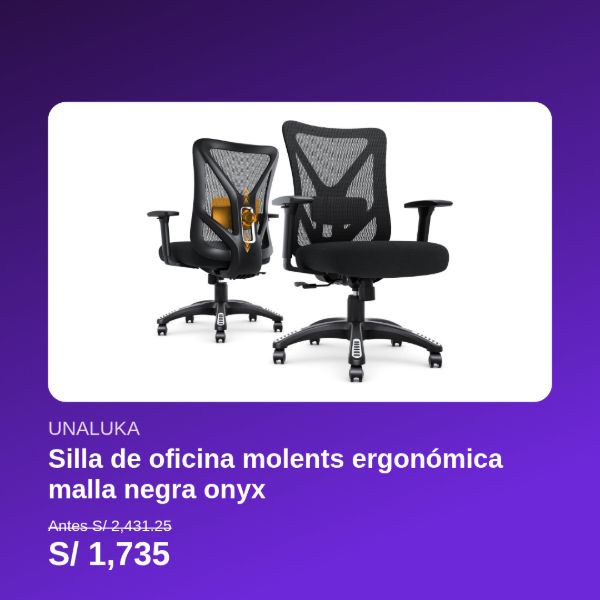 UNALUKA
Silla de oficina molents ergonómica
malla negra onyx
Antes S/ 2,431.25
S/ 1,735